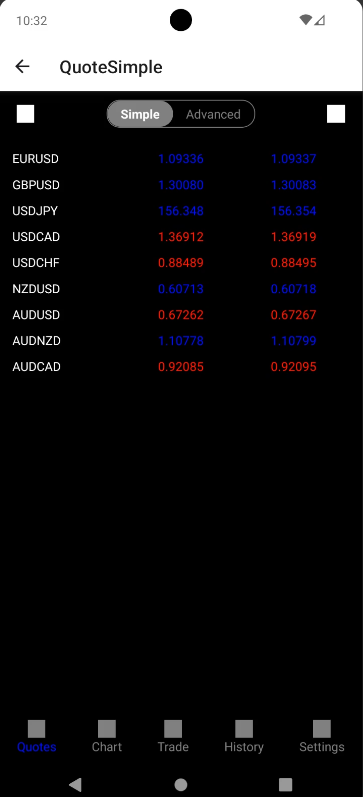 10:32
QuoteSimple
Simple Advanced
EURUSD 1.09336 1.09337
GBPUSD 1.30080 1.30083
USDJPY 156.348 156.354
USDCAD 1.36912 1.36919
USDCHF 0.88489 0.88495
NZDUSD 0.60713 0.60718
AUDUSD 0.67262 0.67267
AUDNZD 1.10778 1.10799
AUDCAD 0.92085 0.92095
Quotes Chart Trade History Settings